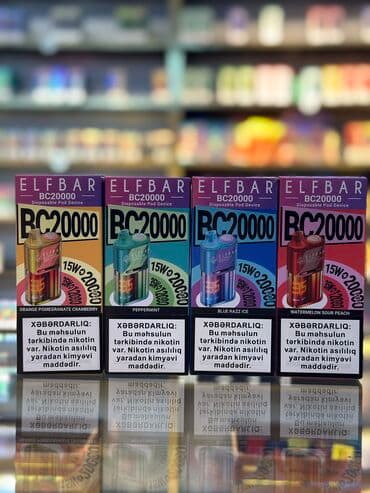 ELFBAR
BC20000
Disposable Pod Device
BC20000
15W
ORANGE POMEGRANATE CRANBERRY
XƏBƏRDARLIQ:
Bu məhsulun
tərkibində nikotin
var. Nikotin asılılıq
yaradan kimyəvi
maddədir.
ELFBAR
BC20000
Disposable Pod Device
BC20000
15W
PEPPERMINT
XƏBƏRDARLIQ:
Bu məhsulun
tərkibində nikotin
var. Nikotin asılılıq
yaradan kimyəvi
maddədir.
ELFBAR
BC20000
Disposable Pod Device
BC20000
15W
BLUE RAZZ ICE
XƏBƏRDARLIQ:
Bu məhsulun
tərkibində nikotin
var. Nikotin asılılıq
yaradan kimyəvi
maddədir.
ELFBAR
BC20000
Disposable Pod Device
BC20000
15W
WATERMELON SOUR PEACH
XƏBƏRDARLIQ:
Bu məhsulun
tərkibində nikotin
var. Nikotin asılılıq
yaradan kimyəvi
maddədir.